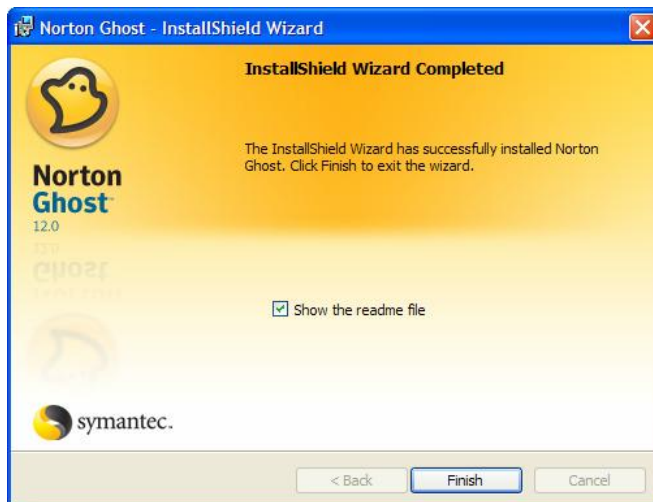 Norton Ghost - InstallShield Wizard
InstallShield Wizard Completed
The InstallShield Wizard has successfully installed Norton
Ghost. Click Finish to exit the wizard.
Norton
Ghost
12.0
Show the readme file
symantec.
< Back
Finish
Cancel